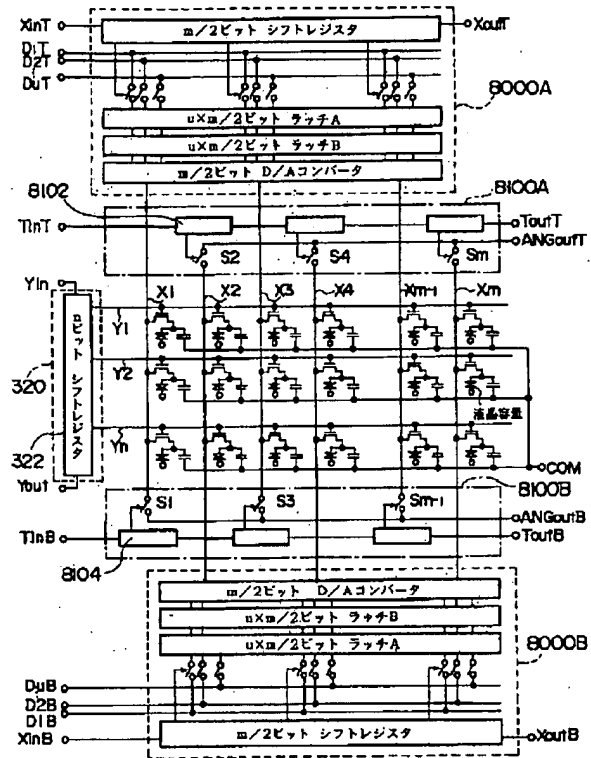 XinT
m/2ビット シフトレジスタ
XoutT
D1T
D2T
DuT
u×m/2ビット ラッチA
u×m/2ビット ラッチB
m/2ビット D/Aコンバータ
8000A
8102
8100A
TinT
ToutT
ANGoutT
S2
S4
Sm
Yin
X1
X2
X3
X4
Xm-1
Xm
Y1
320
nビット シフトレジスタ
Y2
液晶容量
322
Yn
Yout
COM
8100B
S1
S3
Sm-1
ANGoutB
TinB
ToutB
8104
m/2ビット D/Aコンバータ
u×m/2ビット ラッチB
u×m/2ビット ラッチA
8000B
DuB
D2B
D1B
XinB
m/2ビット シフトレジスタ
XoutB